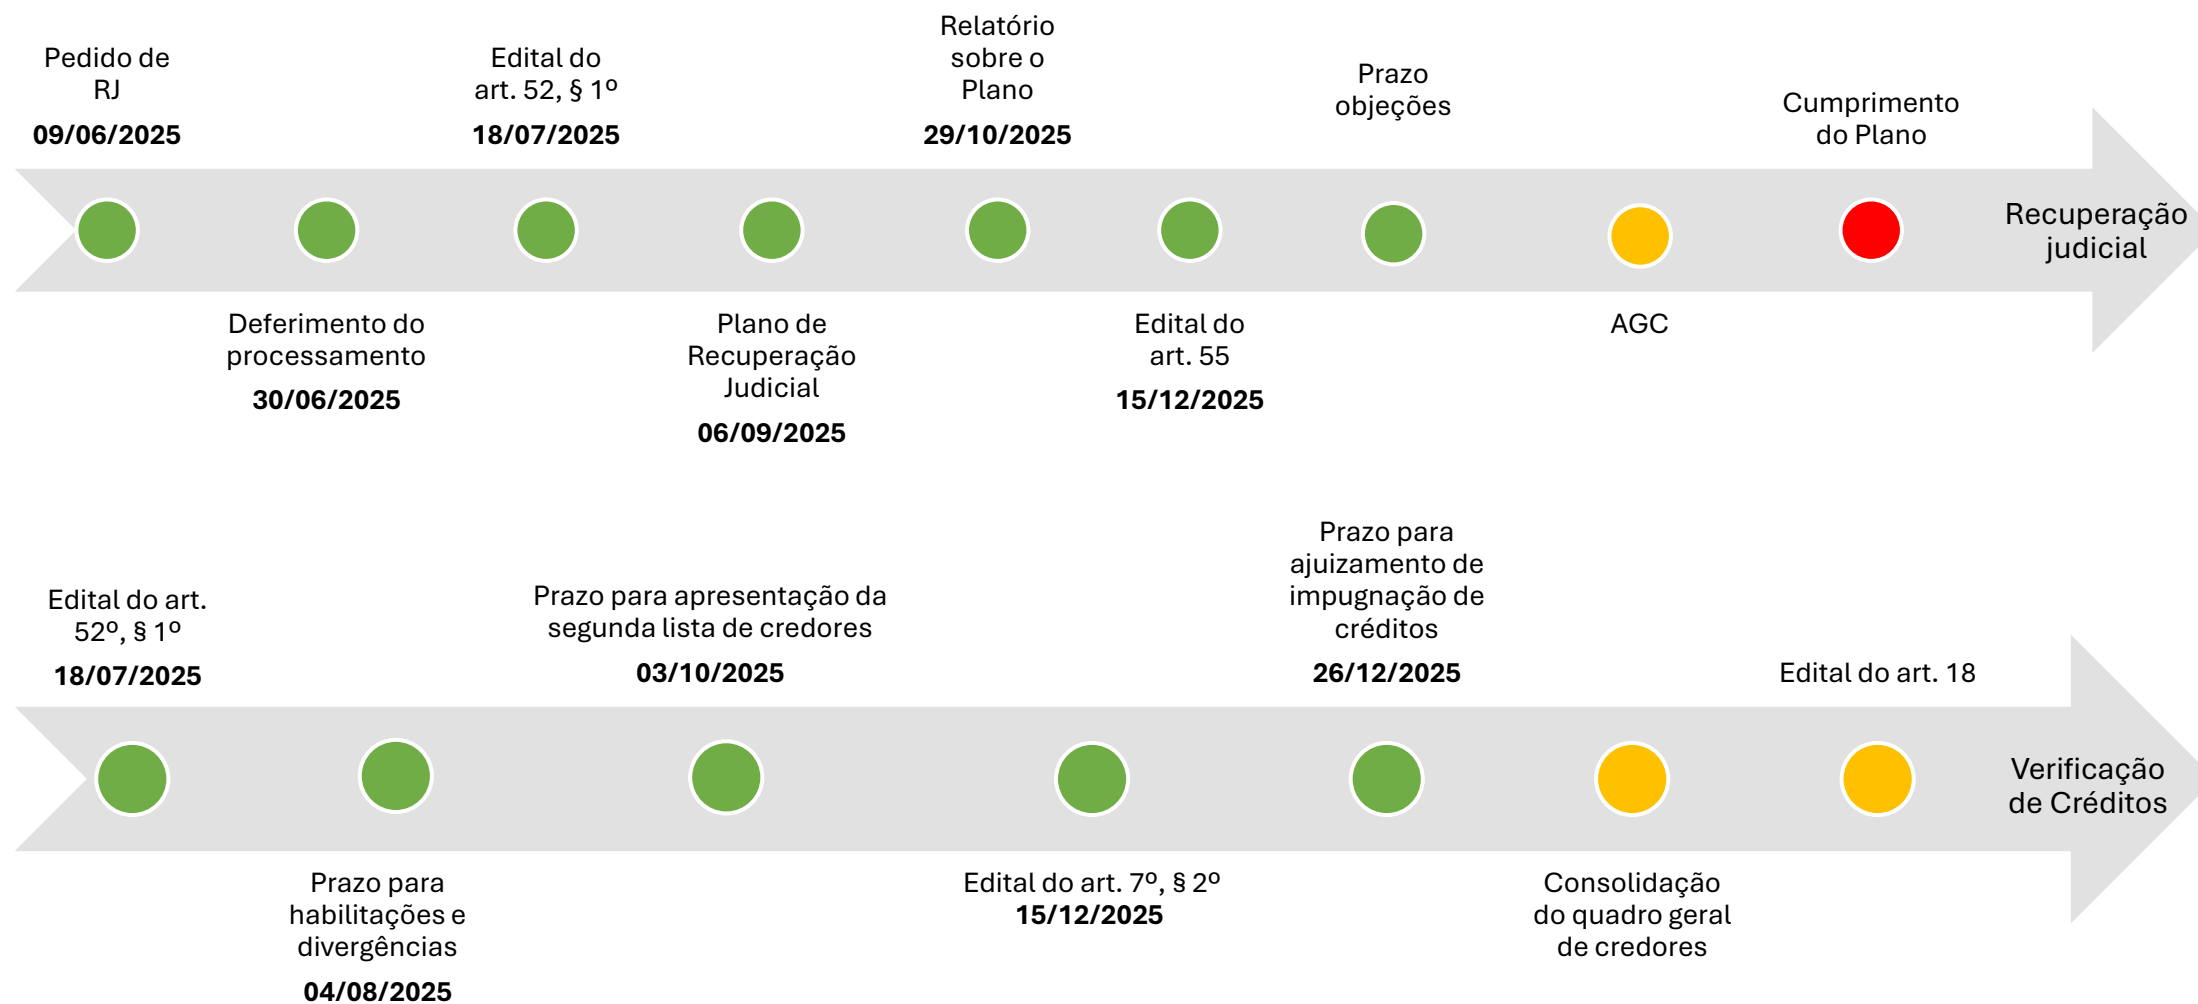 Pedido de
RJ
09/06/2025
Edital do
art. 52, § 1º
18/07/2025
Relatório
sobre o
Plano
29/10/2025
Prazo
objeções
Cumprimento
do Plano
Recuperação
judicial
Deferimento do
processamento
30/06/2025
Plano de
Recuperação
Judicial
06/09/2025
Edital do
art. 55
15/12/2025
AGC
Edital do art.
52º, § 1º
18/07/2025
Prazo para apresentação da
segunda lista de credores
03/10/2025
Prazo para
ajuizamento de
impugnação de
créditos
26/12/2025
Edital do art. 18
Verificação
de Créditos
Prazo para
habilitações e
divergências
04/08/2025
Edital do art. 7º, § 2º
15/12/2025
Consolidação
do quadro geral
de credores